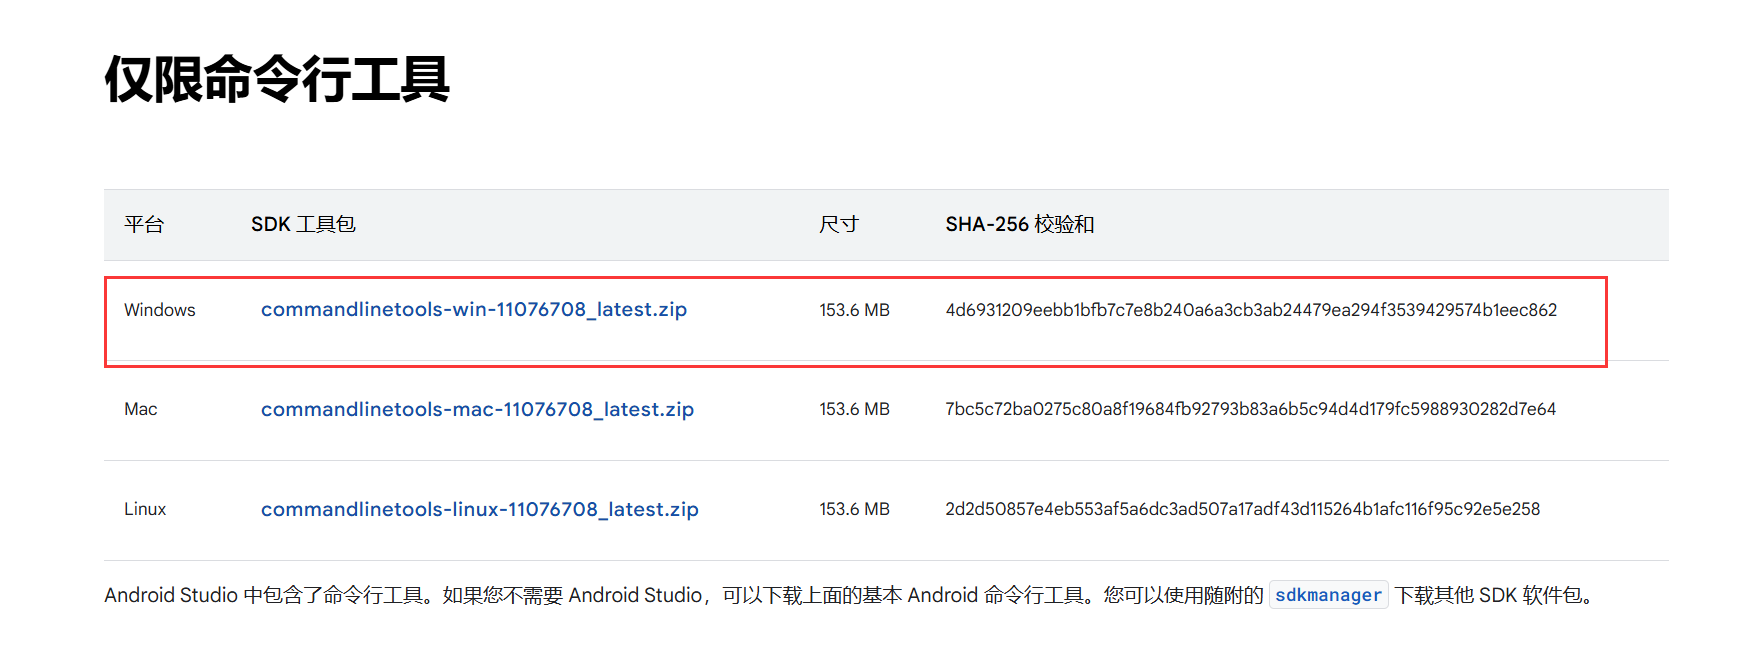 仅限命令行工具
平台 SDK 工具包 尺寸 SHA-256 校验和
Windows commandlinetools-win-11076708_latest.zip 153.6 MB 4d6931209eebb1bfb7c7e8b240a6a3cb3ab24479ea294f3539429574b1eec862
Mac commandlinetools-mac-11076708_latest.zip 153.6 MB 7bc5c72ba0275c80a8f19684fb92793b83a6b5c94d4d179fc5988930282d7e64
Linux commandlinetools-linux-11076708_latest.zip 153.6 MB 2d2d50857e4eb553af5a6dc3ad507a17adf43d115264b1afc116f95c92e5e258
Android Studio 中包含了命令行工具。如果您不需要 Android Studio，可以下载上面的基本 Android 命令行工具。您可以使用随附的 sdkmanager 下载其他 SDK 软件包。